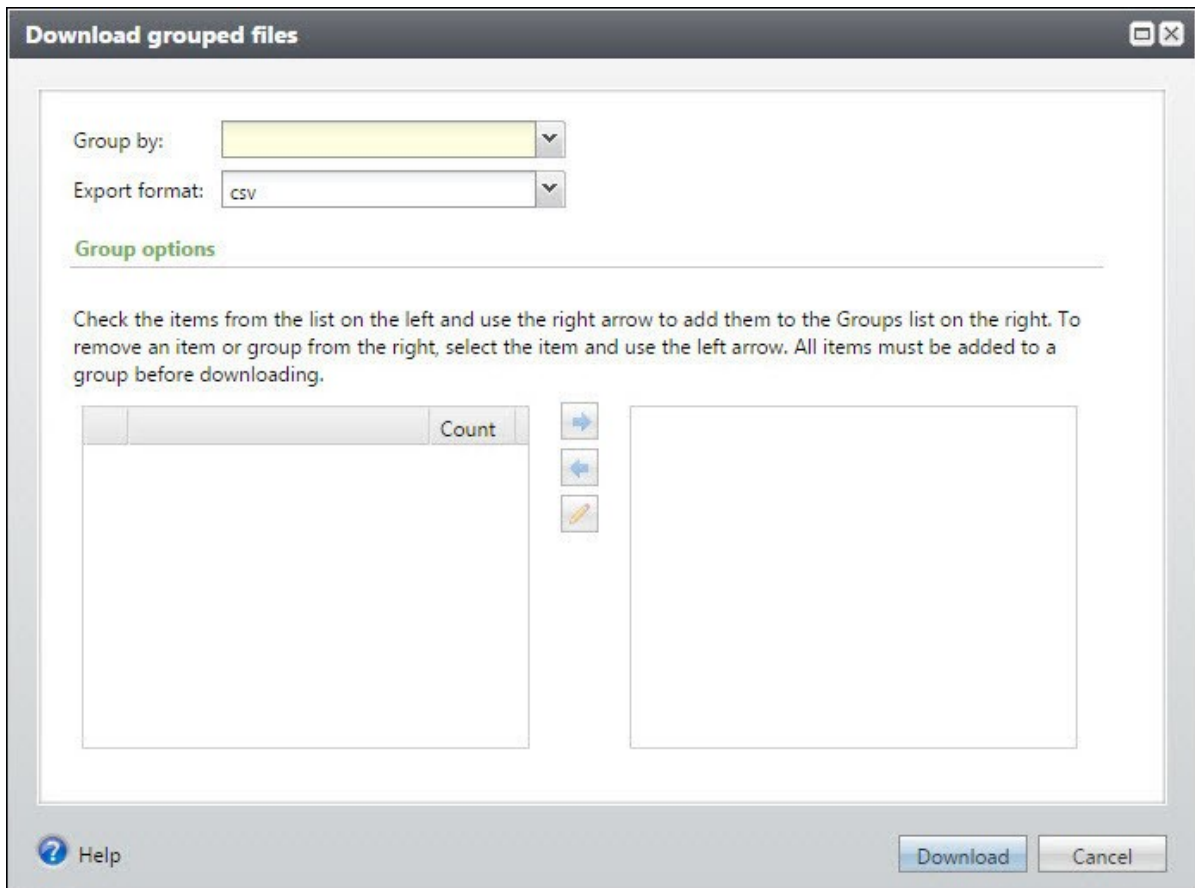 Download grouped files
Group by:
Export format: csv
Group options
Check the items from the list on the left and use the right arrow to add them to the Groups list on the right. To
remove an item or group from the right, select the item and use the left arrow. All items must be added to a
group before downloading.
Count
Help
Download Cancel